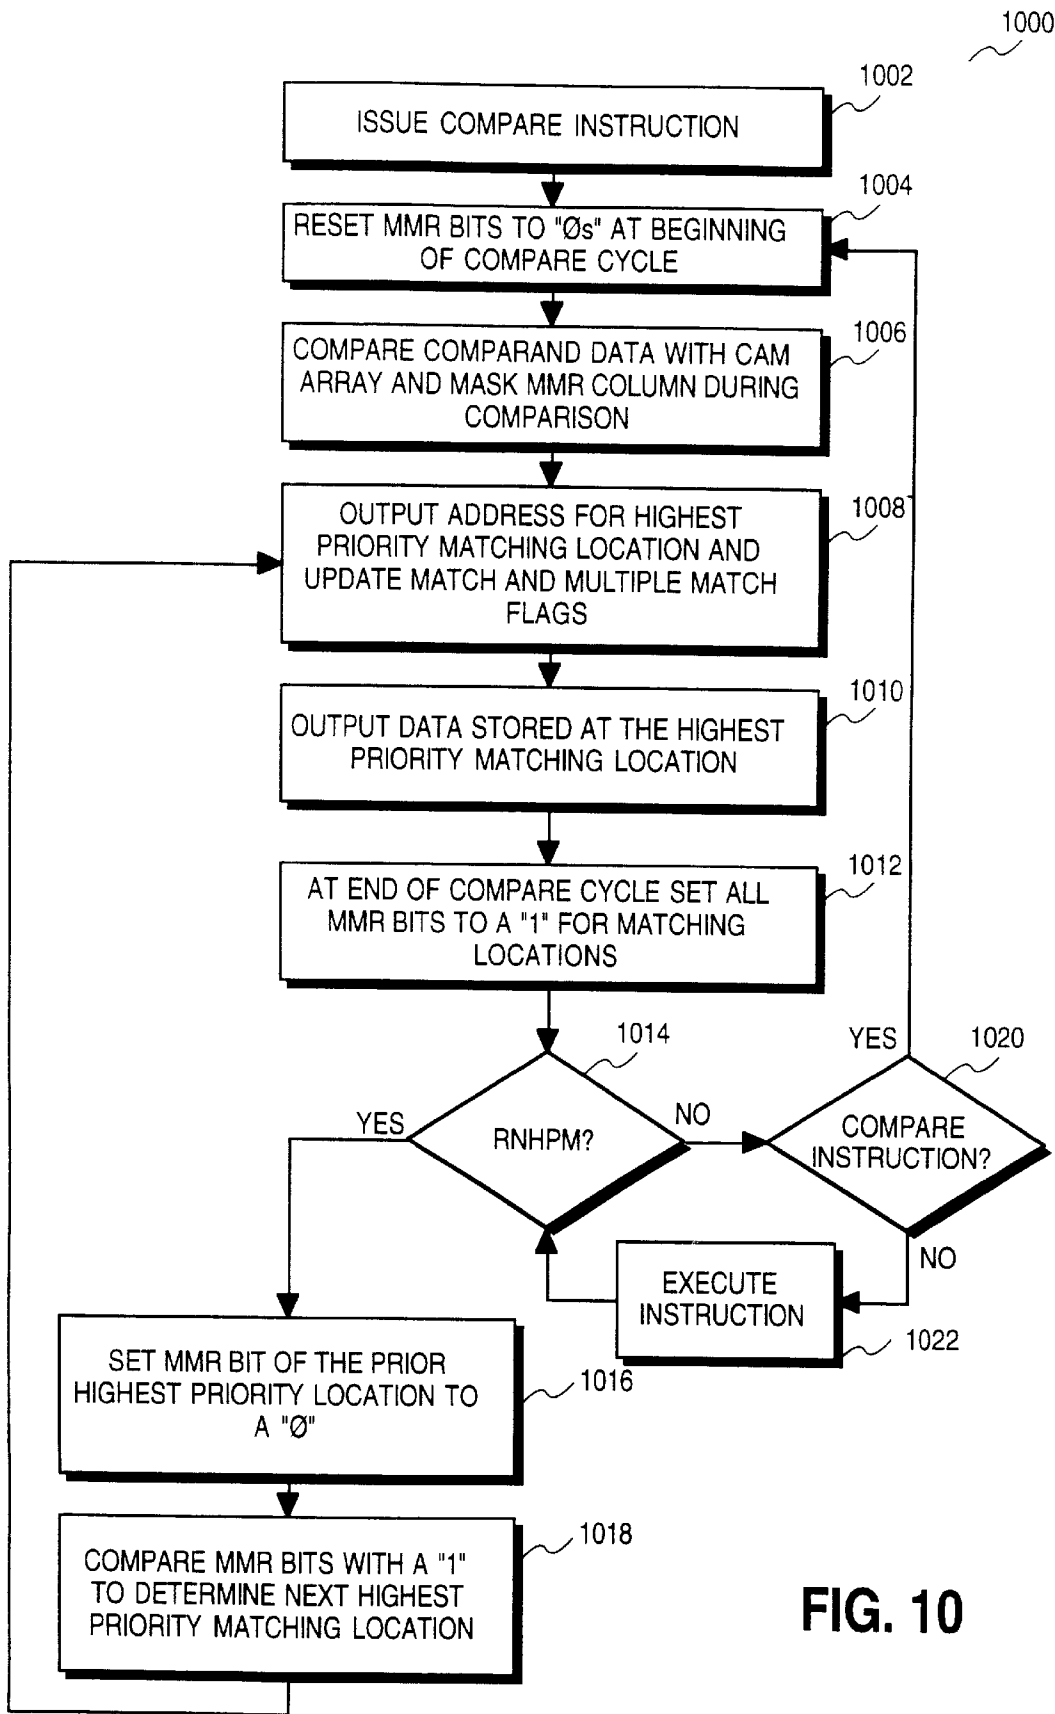 1000
1002
ISSUE COMPARE INSTRUCTION
1004
RESET MMR BITS TO "Øs" AT BEGINNING
OF COMPARE CYCLE
1006
COMPARE COMPARAND DATA WITH CAM
ARRAY AND MASK MMR COLUMN DURING
COMPARISON
1008
OUTPUT ADDRESS FOR HIGHEST
PRIORITY MATCHING LOCATION AND
UPDATE MATCH AND MULTIPLE MATCH
FLAGS
1010
OUTPUT DATA STORED AT THE HIGHEST
PRIORITY MATCHING LOCATION
1012
AT END OF COMPARE CYCLE SET ALL
MMR BITS TO A "1" FOR MATCHING
LOCATIONS
1014
YES
RNHPM?
NO
YES
1020
COMPARE
INSTRUCTION?
NO
EXECUTE
INSTRUCTION
1022
SET MMR BIT OF THE PRIOR
HIGHEST PRIORITY LOCATION TO
A "Ø"
1016
COMPARE MMR BITS WITH A "1"
TO DETERMINE NEXT HIGHEST
PRIORITY MATCHING LOCATION
1018
FIG. 10